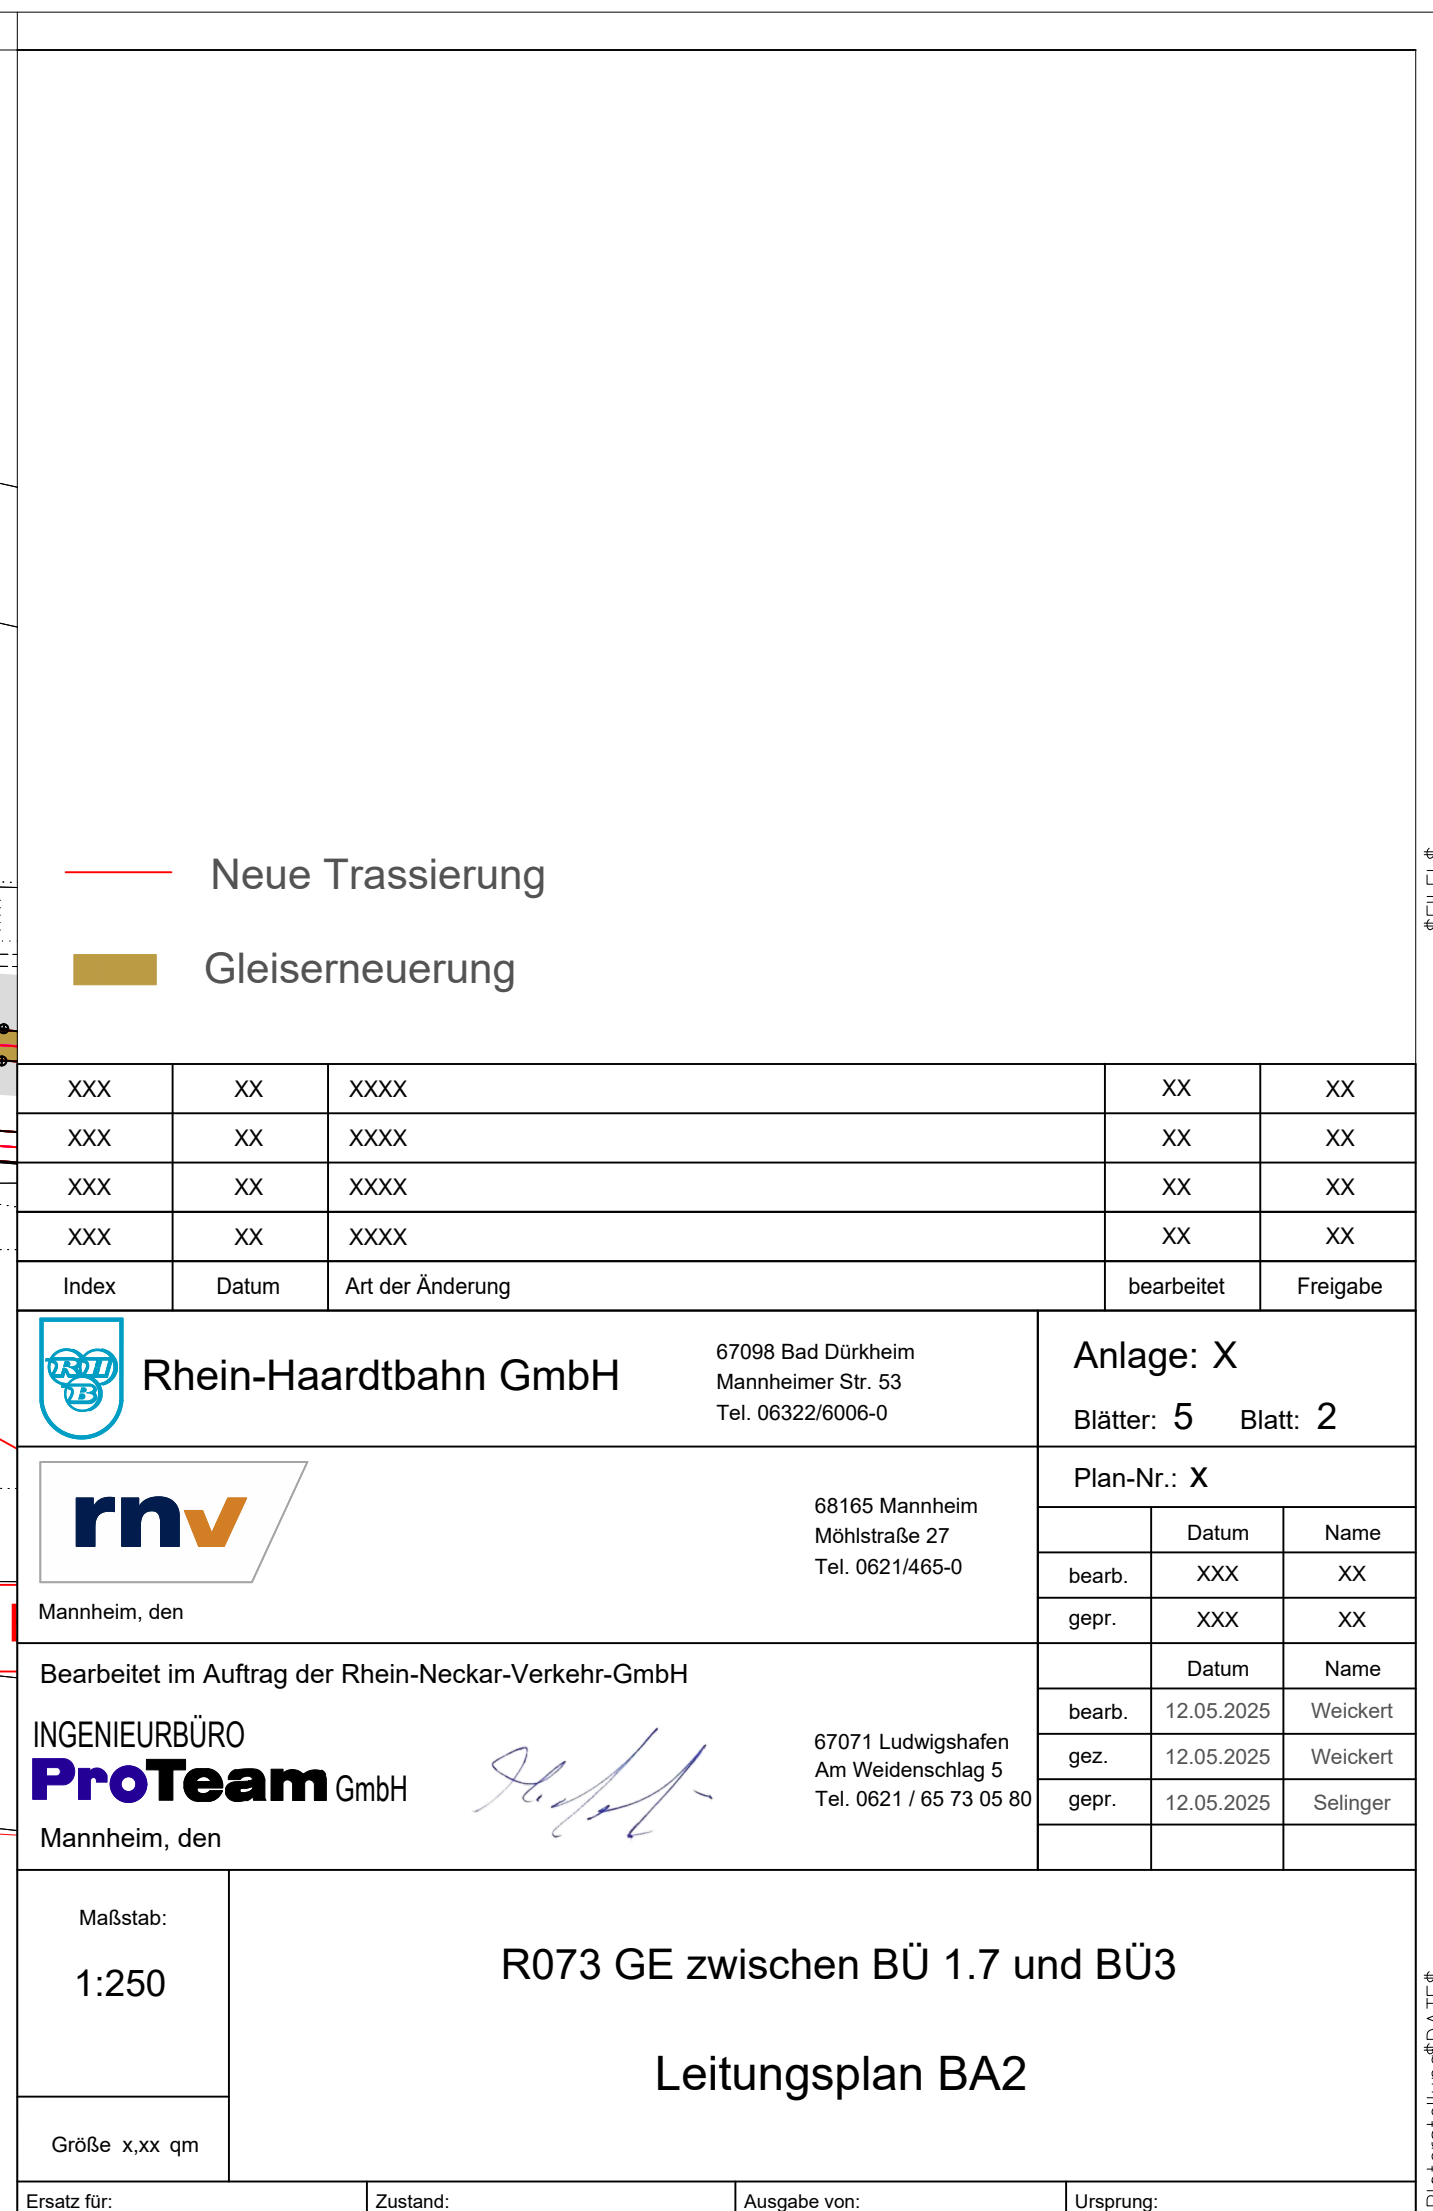 Neue Trassierung
Gleiserneuerung
XXX XX XXXX XX XX
XXX XX XXXX XX XX
XXX XX XXXX XX XX
XXX XX XXXX XX XX
Index Datum Art der Änderung bearbeitet Freigabe
RHB
Rhein-Haardtbahn GmbH
67098 Bad Dürkheim
Mannheimer Str. 53
Tel. 06322/6006-0
Anlage: X
Blätter: 5 Blatt: 2
rnv
68165 Mannheim
Möhlstraße 27
Tel. 0621/465-0
Mannheim, den
Plan-Nr.: X
Datum Name
bearb. XXX XX
gepr. XXX XX
Bearbeitet im Auftrag der Rhein-Neckar-Verkehr-GmbH
INGENIEURBÜRO
ProTeam GmbH
Mannheim, den
67071 Ludwigshafen
Am Weidenschlag 5
Tel. 0621 / 65 73 05 80
Datum Name
bearb. 12.05.2025 Weickert
gez. 12.05.2025 Weickert
gepr. 12.05.2025 Selinger
Maßstab:
1:250
R073 GE zwischen BÜ 1.7 und BÜ3
Leitungsplan BA2
Größe x,xx qm
Ersatz für: Zustand: Ausgabe von: Ursprung: